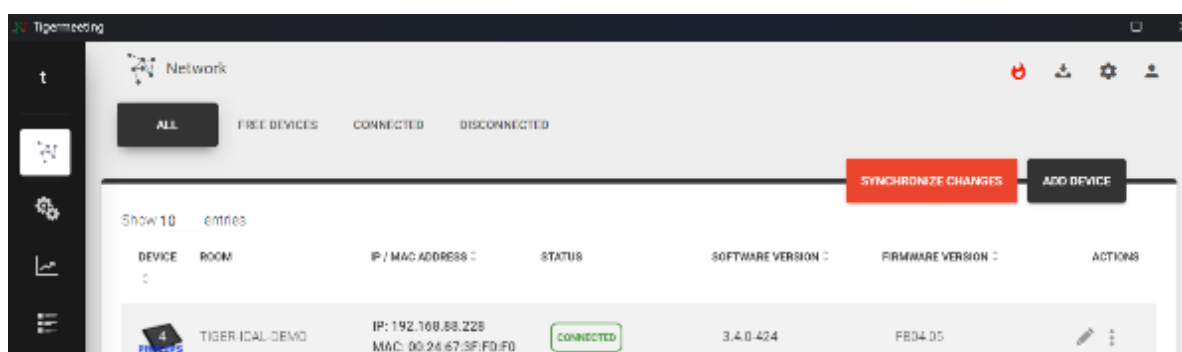 Tigermeeting
t
Network
ALL FREE DEVICES CONNECTED DISCONNECTED
SYNCHRONIZE CHANGES ADD DEVICE
Show 10 entries
DEVICE ROOM IP / MAC ADDRESS STATUS SOFTWARE VERSION FIRMWARE VERSION ACTIONS
4
PHILIPS
TIGER-ICAL-DEMO
IP: 192.168.88.228
MAC: 00:24:67:3F:FD:F0
CONNECTED
3.4.0-424
FB04.05